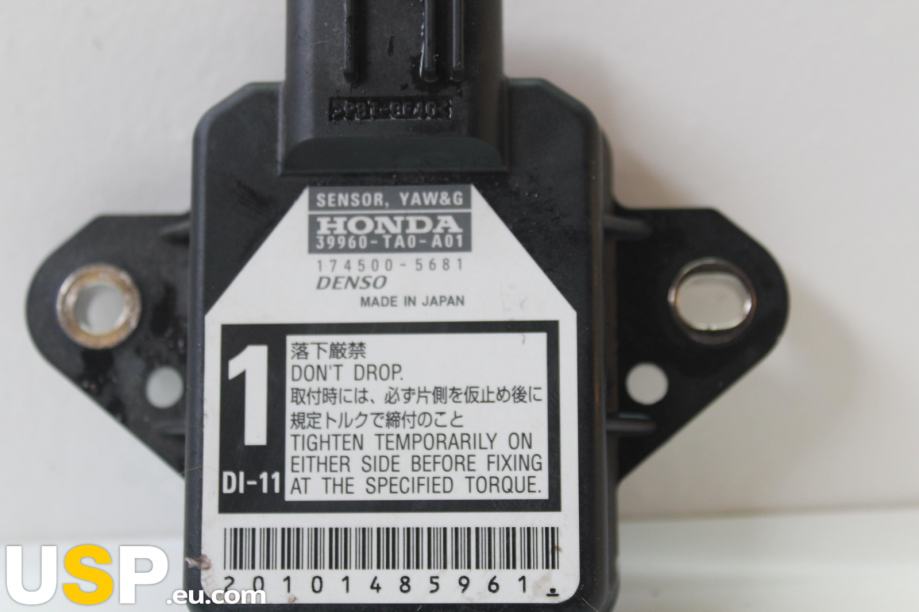 SENSOR, YAW&G
HONDA
39960-TA0-A01
174500-5681
DENSO
MADE IN JAPAN
1
DI-11
落下厳禁
DON'T DROP.
取付時には、必ず片側を仮止め後に
規定トルクで締付のこと
TIGHTEN TEMPORARILY ON
EITHER SIDE BEFORE FIXING
AT THE SPECIFIED TORQUE.
201014859​61.
USP.eu.com